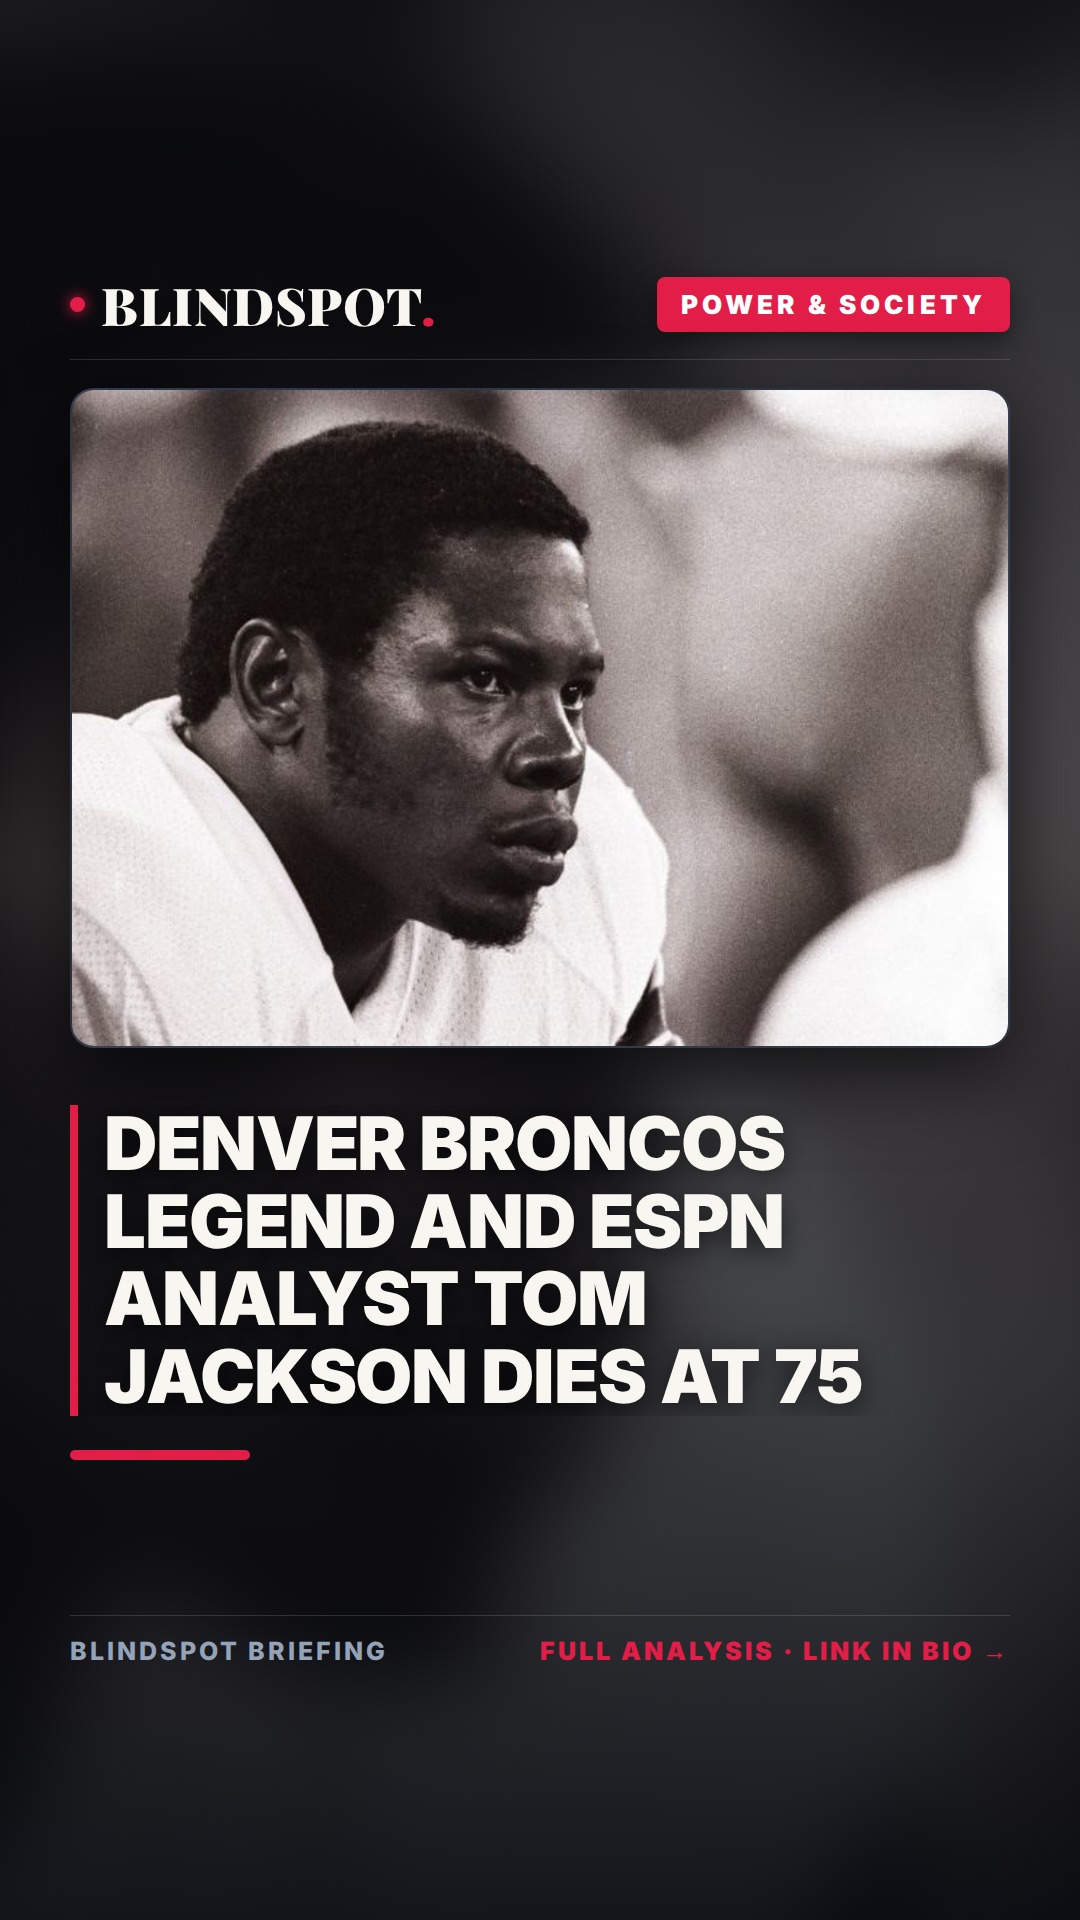 BLINDSPOT.
POWER & SOCIETY
DENVER BRONCOS
LEGEND AND ESPN
ANALYST TOM
JACKSON DIES AT 75
BLINDSPOT BRIEFING
FULL ANALYSIS · LINK IN BIO →